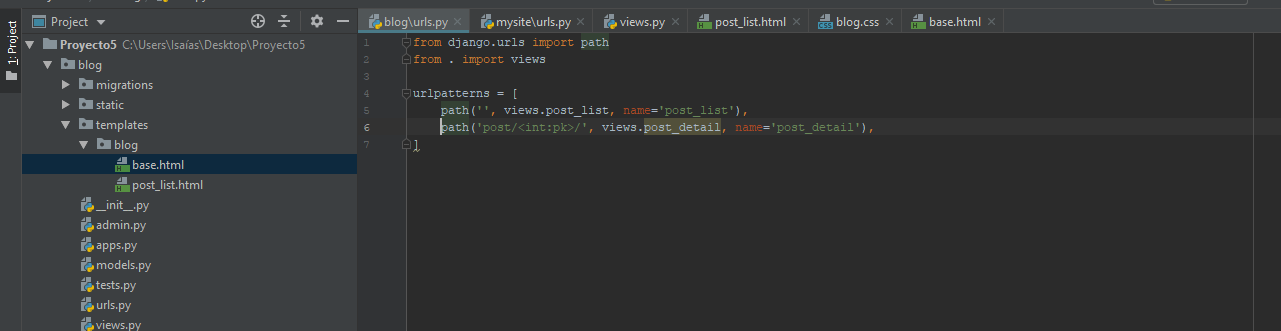 Project
blog\urls.py
mysite\urls.py
views.py
post_list.html
blog.css
base.html
1: Project
Proyecto5 C:\Users\Isaías\Desktop\Proyecto5
blog
migrations
static
templates
blog
base.html
post_list.html
__init__.py
admin.py
apps.py
models.py
tests.py
urls.py
views.py
1 from django.urls import path
2 from . import views
3
4 urlpatterns = [
5 path('', views.post_list, name='post_list'),
6 path('post/<int:pk>/', views.post_detail, name='post_detail'),
7 ]